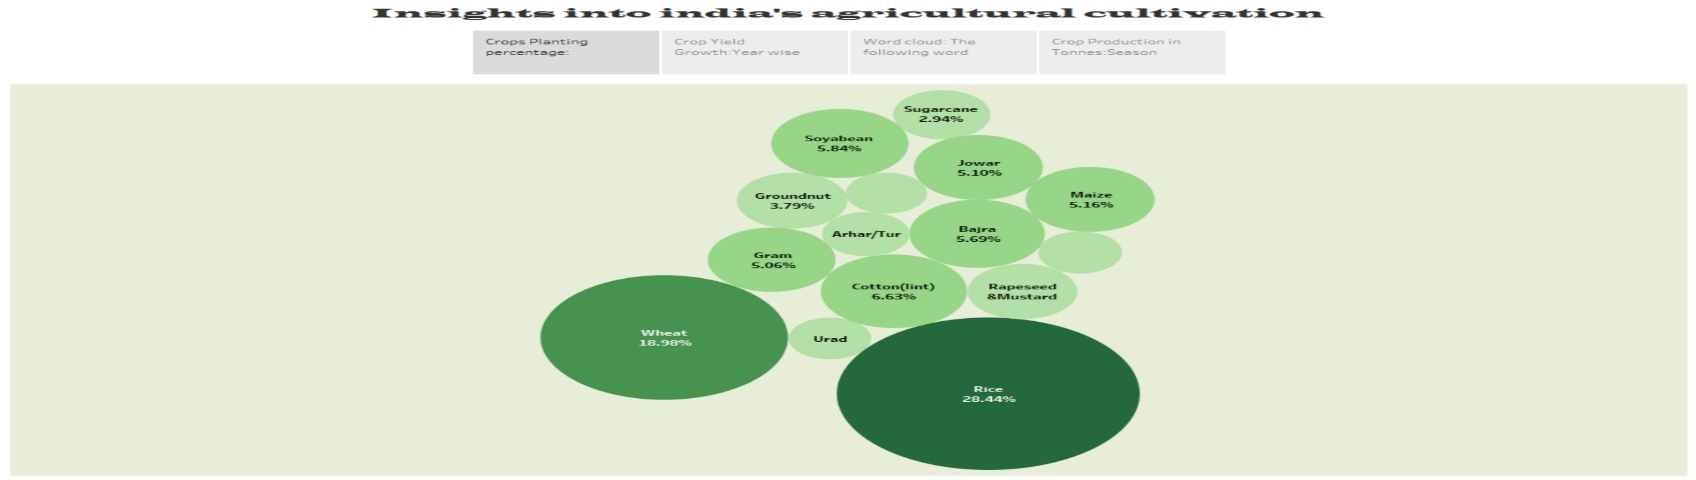 Insights into india's agricultural cultivation
Crops Planting
percentage:
Crop Yield
Growth:Year wise
Word cloud: The
following word
Crop Production in
Tonnes:Season
Sugarcane
2.94%
Soyabean
5.84%
Jowar
5.10%
Maize
5.16%
Groundnut
3.79%
Arhar/Tur
Bajra
5.69%
Gram
5.06%
Cotton(lint)
6.63%
Rapeseed
&Mustard
Wheat
18.98%
Urad
Rice
28.44%